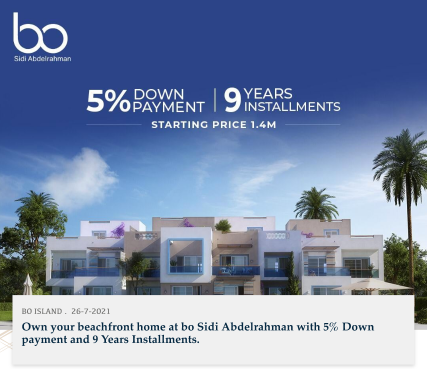 bo
Sidi Abdelrahman
5% DOWN PAYMENT | 9 YEARS INSTALLMENTS
STARTING PRICE 1.4M
BO ISLAND . 26-7-2021
Own your beachfront home at bo Sidi Abdelrahman with 5% Down
payment and 9 Years Installments.